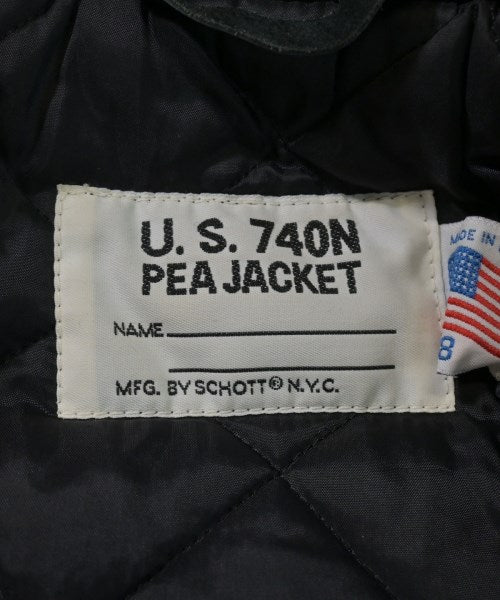 U. S. 740N
PEA JACKET
NAME
MFG. BY SCHOTT® N.Y.C.
MADE IN
8